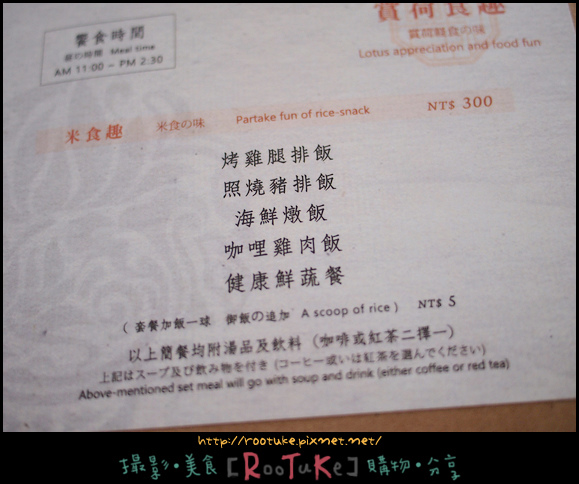 饗食時間
Meal time
AM 11:00 ~ PM 2:30
賞荷食趣
賞荷軽食の味
Lotus appreciation and food fun
米食趣 米食の味 Partake fun of rice-snack NT$ 300
烤雞腿排飯
照燒豬排飯
海鮮燉飯
咖哩雞肉飯
健康鮮蔬餐
( 套餐加飯一球 御飯の追加 A scoop of rice ) NT$ 5
以上簡餐均附湯品及飲料 (咖啡或紅茶二擇一)
上記はスープ及び飲み物を付き (コーヒー或いは紅茶を選んでください)
Above-mentioned set meal will go with soup and drink (either coffee or red tea)
http://rootuke.pixnet.net/
攝影•美食 [RooTuKe] 購物•分享